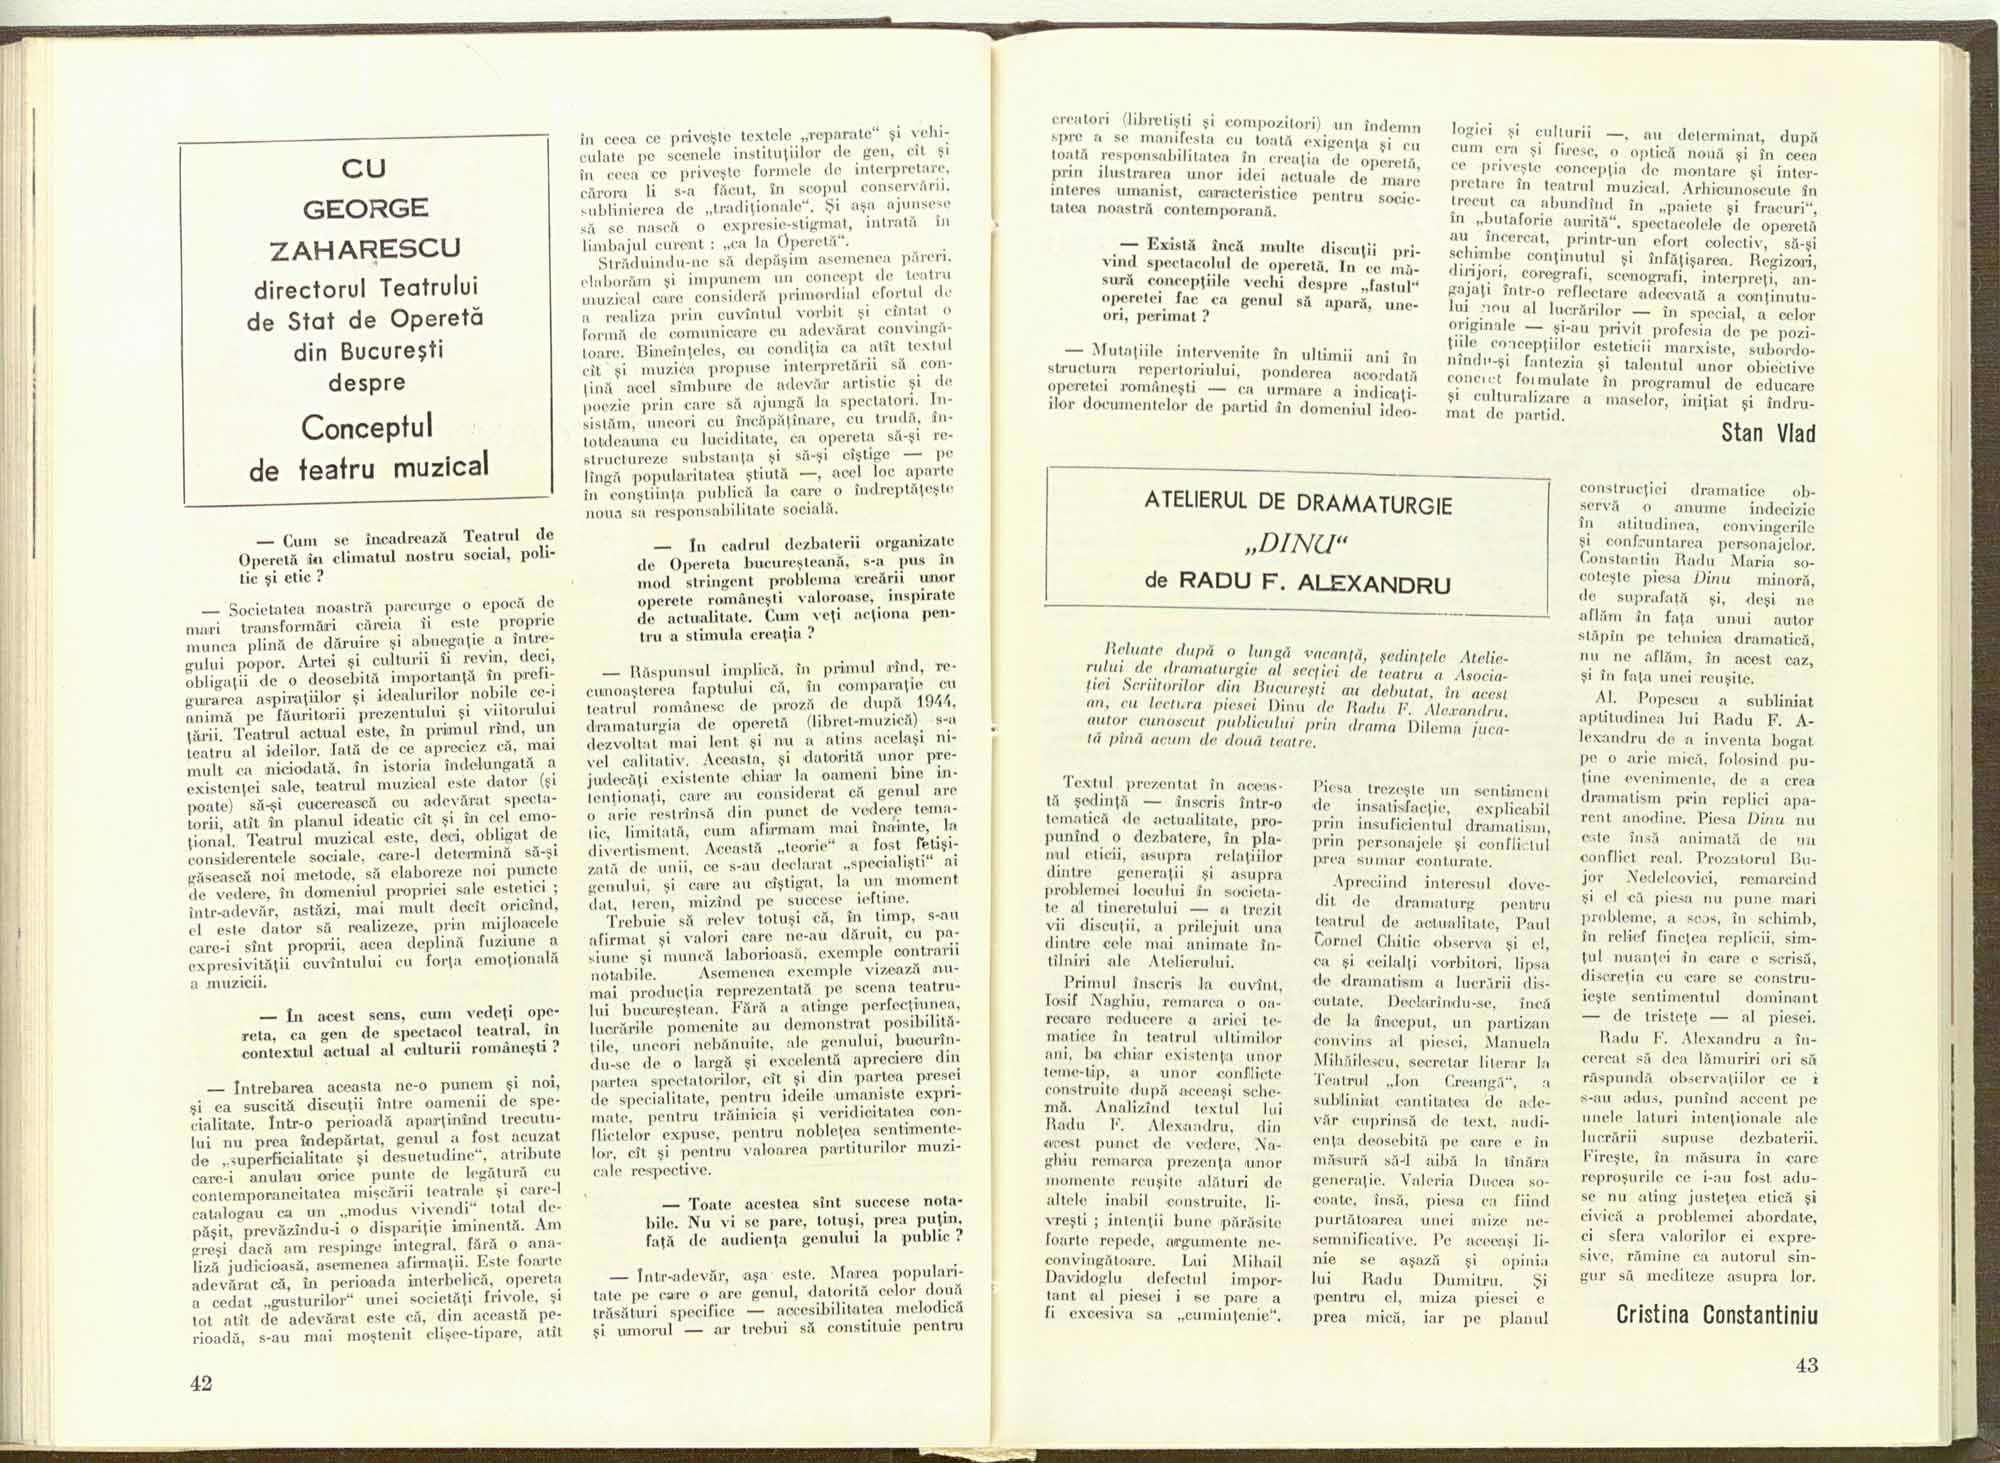 CU
GEORGE
ZAHARESCU
directorul Teatrului
de Stat de Operetă
din București
despre
Conceptul
de teatru muzical
— Cum se încadrează Teatrul de
Operetă în climatul nostru social, poli-
tic și etic ?
— Societatea noastră parcurge o epocă de
mari transformări căreia îi este proprie
munca plină de dăruire și abnegație a între-
gului popor. Artei și culturii îi revin, deci,
obligații de o deosebită importanță în prefi-
gurarea aspirațiilor și idealurilor nobile ce-i
animă pe făuritorii prezentului și viitorului
țării. Teatrul actual este, în primul rînd, un
teatru al ideilor. Iată de ce apreciez că, mai
mult ca niciodată, în istoria îndelungată a
existenței sale, teatrul muzical este dator (și
poate) să-și cucerească cu adevărat specta-
torii, atît în planul ideatic cît și în cel emo-
țional. Teatrul muzical este, deci, obligat de
considerentele sociale, care-l determină să-și
găsească noi metode, să elaboreze noi puncte
de vedere, în domeniul propriei sale estetici ;
într-adevăr, astăzi, mai mult decît oricînd,
el este dator să realizeze, prin mijloacele
care-i sînt proprii, acea deplină fuziune a
expresivității cuvîntului cu forța emoțională
a muzicii.
— În acest sens, cum vedeți ope-
reta, ca gen de spectacol teatral, în
contextul actual al culturii românești ?
— Întrebarea aceasta ne-o punem și noi,
și ea suscită discuții între oamenii de spe-
cialitate. Într-o perioadă aparținînd trecutu-
lui nu prea îndepărtat, genul a fost acuzat
de „superficialitate și desuetudine“, atribute
care-i anulau orice punte de legătură cu
contemporaneitatea mișcării teatrale și care-l
catalogau ca un „modus vivendi“ total de-
pășit, prevăzîndu-i o dispariție iminentă. Am
greși dacă am respinge integral, fără o ana-
liză judicioasă, asemenea afirmații. Este foarte
adevărat că, în perioada interbelică, opereta
a cedat „gusturilor“ unei societăți frivole, și
tot atît de adevărat este că, din această pe-
rioadă, s-au mai moștenit clișee-tipare, atît
42
în ceea ce privește textele „reparate“ și vehi-
culate pe scenele instituțiilor de gen, cît și
în ceea ce privește formele de interpretare,
cărora li s-a făcut, în scopul conservării,
sublinierea de „tradiționale“. Și așa ajunsese
să se nască o expresie-stigmat, intrată în
limbajul curent : „ca la Operetă“.
Străduindu-ne să depășim asemenea păreri,
elaborăm și impunem un concept de teatru
muzical care consideră primordial efortul de
a realiza prin cuvîntul vorbit și cîntat o
formă de comunicare cu adevărat convingă-
toare. Bineînțeles, cu condiția ca atît textul
cît și muzica propuse interpretării să con-
țină acel sîmbure de adevăr artistic și de
poezie prin care să ajungă la spectatori. In-
sistăm, uneori cu încăpățînare, cu trudă, în-
totdeauna cu luciditate, ca opereta să-și re-
structureze substanța și să-și cîștige — pe
lîngă popularitatea știută —, acel loc aparte
în conștiința publică la care o îndreptățește
noua sa responsabilitate socială.
— In cadrul dezbaterii organizate
de Opereta bucureșteană, s-a pus în
mod stringent problema creării unor
operete românești valoroase, inspirate
de actualitate. Cum veți acționa pen-
tru a stimula creația ?
— Răspunsul implică, în primul rînd, re-
cunoașterea faptului că, în comparație cu
teatrul românesc de proză de după 1944,
dramaturgia de operetă (libret-muzică) s-a
dezvoltat mai lent și nu a atins același ni-
vel calitativ. Aceasta, și datorită unor pre-
judecăți existente chiar la oameni bine in-
tenționați, care au considerat că genul are
o arie restrînsă din punct de vedere tema-
tic, limitată, cum afirmam mai înainte, la
divertisment. Această „teorie“ a fost fetiși-
zată de unii, ce s-au declarat „specialiști“ ai
genului, și care au cîștigat, la un moment
dat, teren, mizînd pe succese ieftine.
Trebuie să relev totuși că, în timp, s-au
afirmat și valori care ne-au dăruit, cu pa-
siune și muncă laborioasă, exemple contrarii
notabile. Asemenea exemple vizează nu-
mai producția reprezentată pe scena teatru-
lui bucureștean. Fără a atinge perfecțiunea,
lucrările pomenite au demonstrat posibilită-
țile, uneori nebănuite, ale genului, bucurîn-
du-se de o largă și excelentă apreciere din
partea spectatorilor, cît și din partea presei
de specialitate, pentru ideile umaniste expri-
mate, pentru trăinicia și veridicitatea con-
flictelor expuse, pentru noblețea sentimente-
lor, cît și pentru valoarea partiturilor muzi-
cale respective.
— Toate acestea sînt succese nota-
bile. Nu vi se pare, totuși, prea puțin,
față de audiența genului la public ?
— Într-adevăr, așa este. Marea populari-
tate pe care o are genul, datorită celor două
trăsături specifice — accesibilitatea melodică
și umorul — ar trebui să constituie pentru
creatori (libretiști și compozitori) un îndemn
spre a se manifesta cu toată exigența și cu
toată responsabilitatea în creația de operetă,
prin ilustrarea unor idei actuale de mare
interes umanist, caracteristice pentru socie-
tatea noastră contemporană.
— Există încă multe discuții pri-
vind spectacolul de operetă. In ce mă-
sură concepțiile vechi despre „fastul“
operetei fac ca genul să apară, une-
ori, perimat ?
— Mutațiile intervenite în ultimii ani în
structura repertoriului, ponderea acordată
operetei românești — ca urmare a indicați-
ilor documentelor de partid în domeniul ideo-
logiei și culturii —, au determinat, după
cum era și firesc, o optică nouă și în ceea
ce privește concepția de montare și inter-
pretare în teatrul muzical. Arhicunoscute în
trecut ca abundînd în „paiete și fracuri“,
în „butaforie aurită“, spectacolele de operetă
au încercat, printr-un efort colectiv, să-și
schimbe conținutul și înfățișarea. Regizori,
dirijori, coregrafi, scenografi, interpreți, an-
gajați într-o reflectare adecvată a conținutu-
lui nou al lucrărilor — în special, a celor
originale — și-au privit profesia de pe pozi-
țiile concepțiilor esteticii marxiste, subordo-
nîndu-și fantezia și talentul unor obiective
concret formulate în programul de educare
și culturalizare a maselor, inițiat și îndru-
mat de partid.
Stan Vlad
ATELIERUL DE DRAMATURGIE
„DINU“
de RADU F. ALEXANDRU
Reluate după o lungă vacanță, ședințele Atelie-
rului de dramaturgie al secției de teatru a Asocia-
ției Scriitorilor din București au debutat, în acest
an, cu lectura piesei Dinu de Radu F. Alexandru,
autor cunoscut publicului prin drama Dilema juca-
tă pînă acum de două teatre.
Textul prezentat în aceas-
tă ședință — înscris într-o
tematică de actualitate, pro-
punînd o dezbatere, în pla-
nul eticii, asupra relațiilor
dintre generații și asupra
problemei locului în societa-
te al tineretului — a trezit
vii discuții, a prilejuit una
dintre cele mai animate în-
tîlniri ale Atelierului.
Primul înscris la cuvînt,
Iosif Naghiu, remarca o oa-
recare reducere a ariei te-
matice în teatrul ultimilor
ani, ba chiar existența unor
teme-tip, a unor conflicte
construite după aceeași sche-
mă. Analizînd textul lui
Radu F. Alexandru, din
acest punct de vedere, Na-
ghiu remarca prezența unor
momente reușite alături de
altele inabil construite, li-
vrești ; intenții bune părăsite
foarte repede, argumente ne-
convingătoare. Lui Mihail
Davidoglu defectul impor-
tant al piesei i se pare a
fi excesiva sa „cumințenie“.
Piesa trezește un sentiment
de insatisfacție, explicabil
prin insuficientul dramatism,
prin personajele și conflictul
prea sumar conturate.
Apreciind interesul dove-
dit de dramaturg pentru
teatrul de actualitate, Paul
Cornel Chitic observa și el,
ca și ceilalți vorbitori, lipsa
de dramatism a lucrării dis-
cutate. Declarîndu-se, încă
de la început, un partizan
convins al piesei, Manuela
Mihăilescu, secretar literar la
Teatrul „Ion Creangă“, a
subliniat cantitatea de ade-
văr cuprinsă de text, audi-
ența deosebită pe care e în
măsură să-l aibă la tînăra
generație. Valeria Ducea so-
coate, însă, piesa ca fiind
purtătoarea unei mize ne-
semnificative. Pe aceeași li-
nie se așază și opinia
lui Radu Dumitru. Și
pentru el, miza piesei e
prea mică, iar pe planul
construcției dramatice ob-
servă o anume indecizie
în atitudinea, convingerile
și confruntarea personajelor.
Constantin Radu Maria so-
cotește piesa Dinu minoră,
de suprafață și, deși ne
aflăm în fața unui autor
stăpîn pe tehnica dramatică,
nu ne aflăm, în acest caz,
și în fața unei reușite.
Al. Popescu a subliniat
aptitudinea lui Radu F. A-
lexandru de a inventa bogat
pe o arie mică, folosind pu-
ține evenimente, de a crea
dramatism prin replici apa-
rent anodine. Piesa Dinu nu
este însă animată de un
conflict real. Prozatorul Bu-
jor Nedelcovici, remarcînd
și el că piesa nu pune mari
probleme, a scos, în schimb,
în relief finețea replicii, sim-
țul nuanței în care e scrisă,
discreția cu care se constru-
iește sentimentul dominant
— de tristețe — al piesei.
Radu F. Alexandru a în-
cercat să dea lămuriri ori să
răspundă observațiilor ce i
s-au adus, punînd accent pe
unele laturi intenționale ale
lucrării supuse dezbaterii.
Firește, în măsura în care
reproșurile ce i-au fost adu-
se nu ating justețea etică și
civică a problemei abordate,
ci sfera valorilor ei expre-
sive, rămîne ca autorul sin-
gur să mediteze asupra lor.
Cristina Constantiniu
43